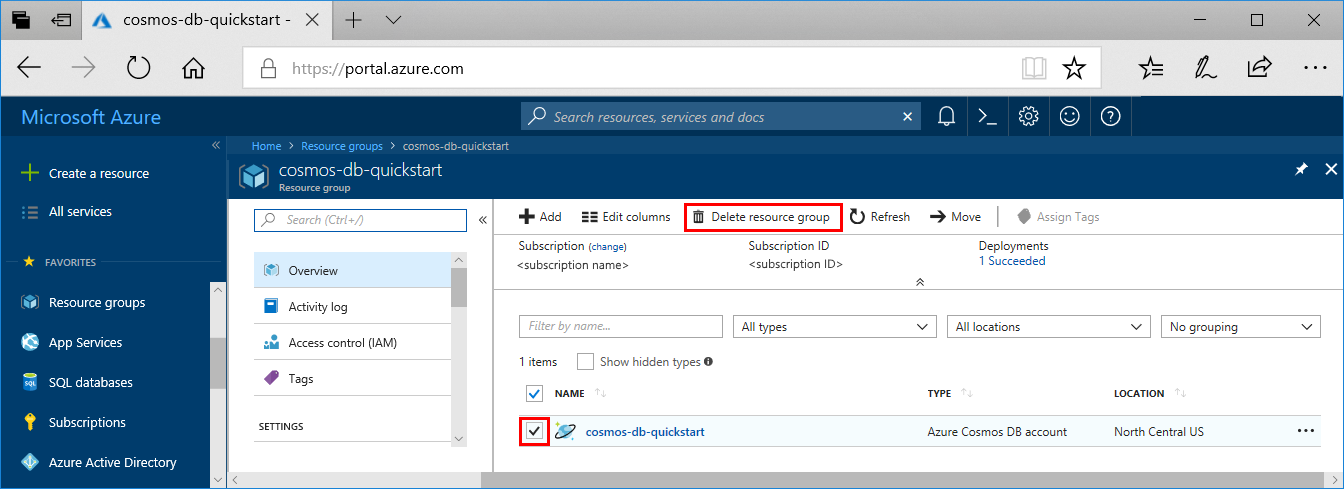 cosmos-db-quickstart -
https://portal.azure.com
Microsoft Azure
Search resources, services and docs
Home > Resource groups > cosmos-db-quickstart
cosmos-db-quickstart
Resource group
Create a resource
All services
FAVORITES
Resource groups
App Services
SQL databases
Subscriptions
Azure Active Directory
Search (Ctrl+/)
Overview
Activity log
Access control (IAM)
Tags
SETTINGS
Add Edit columns Delete resource group Refresh Move Assign Tags
Subscription (change) Subscription ID Deployments
<subscription name> <subscription ID> 1 Succeeded
Filter by name... All types All locations No grouping
1 items Show hidden types
NAME TYPE LOCATION
cosmos-db-quickstart Azure Cosmos DB account North Central US